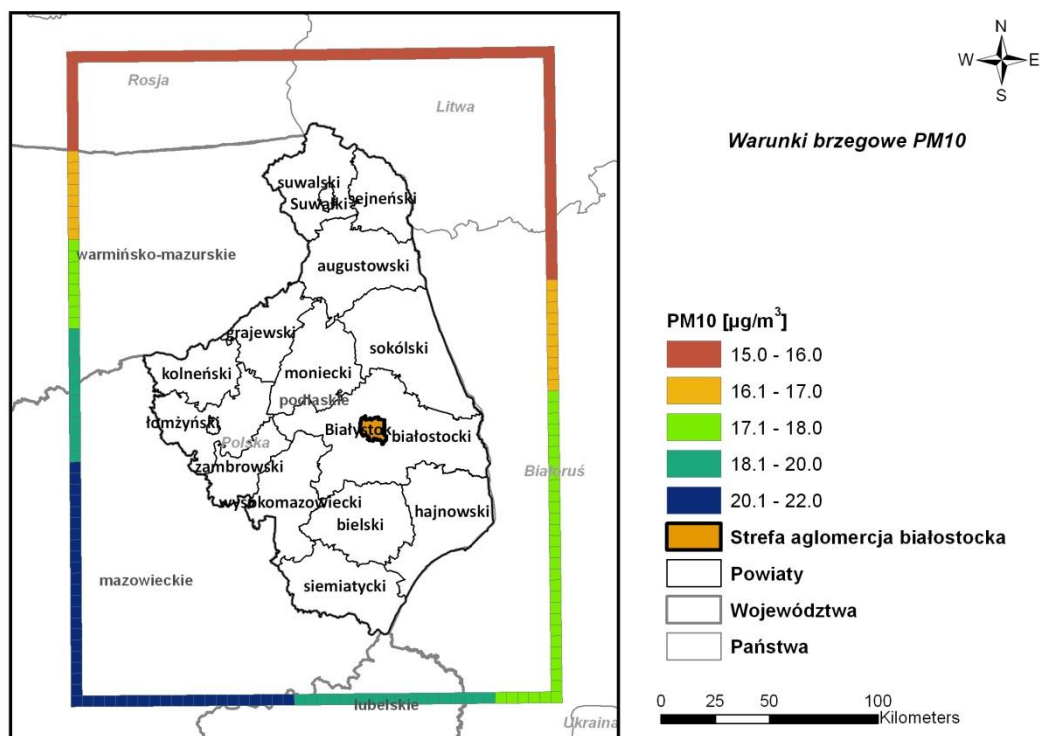 Rosja
Litwa
suwalski
Suwałki
sejneński
warmińsko-mazurskie
augustowski
grajewski
sokólski
kolneński
moniecki
podlaskie
łomżyński
Białystok
białostocki
Polska
zambrowski
Białoruś
wysokomazowiecki
hajnowski
bielski
mazowieckie
siemiatycki
lubelskie
Ukraina
N
W E
S
Warunki brzegowe PM10
PM10 [µg/m³]
15.0 - 16.0
16.1 - 17.0
17.1 - 18.0
18.1 - 20.0
20.1 - 22.0
Strefa aglomercja białostocka
Powiaty
Województwa
Państwa
0 25 50 100
Kilometers